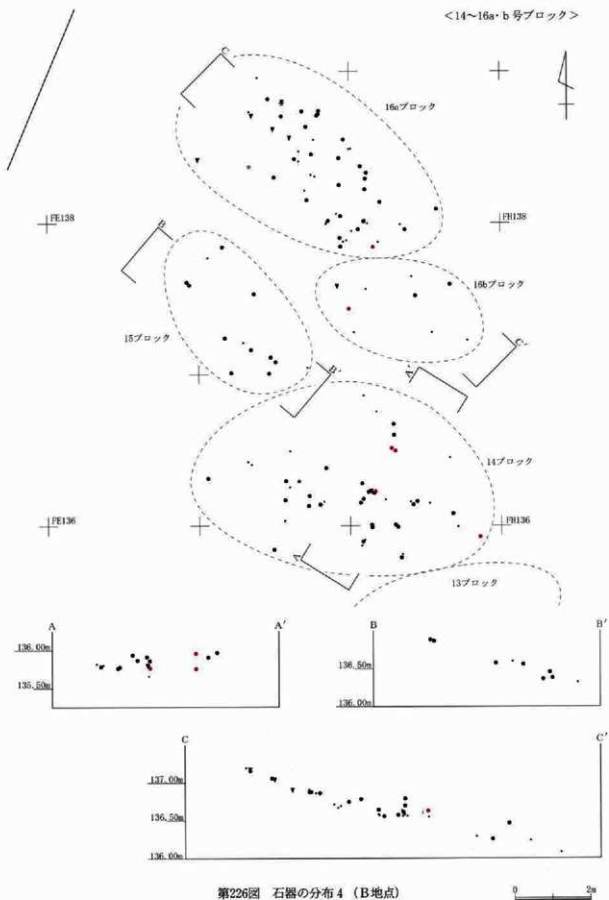 <14～16a・b号ブロック>
C
16aブロック
FE138
FH138
B
16bブロック
15ブロック
C'
B'
A'
14ブロック
FE136
FH136
A
13ブロック
A
A'
136.00m
135.50m
B
B'
136.50m
136.00m
C
C'
137.00m
136.50m
136.00m
第226図 石器の分布4 (B地点)
0
2m